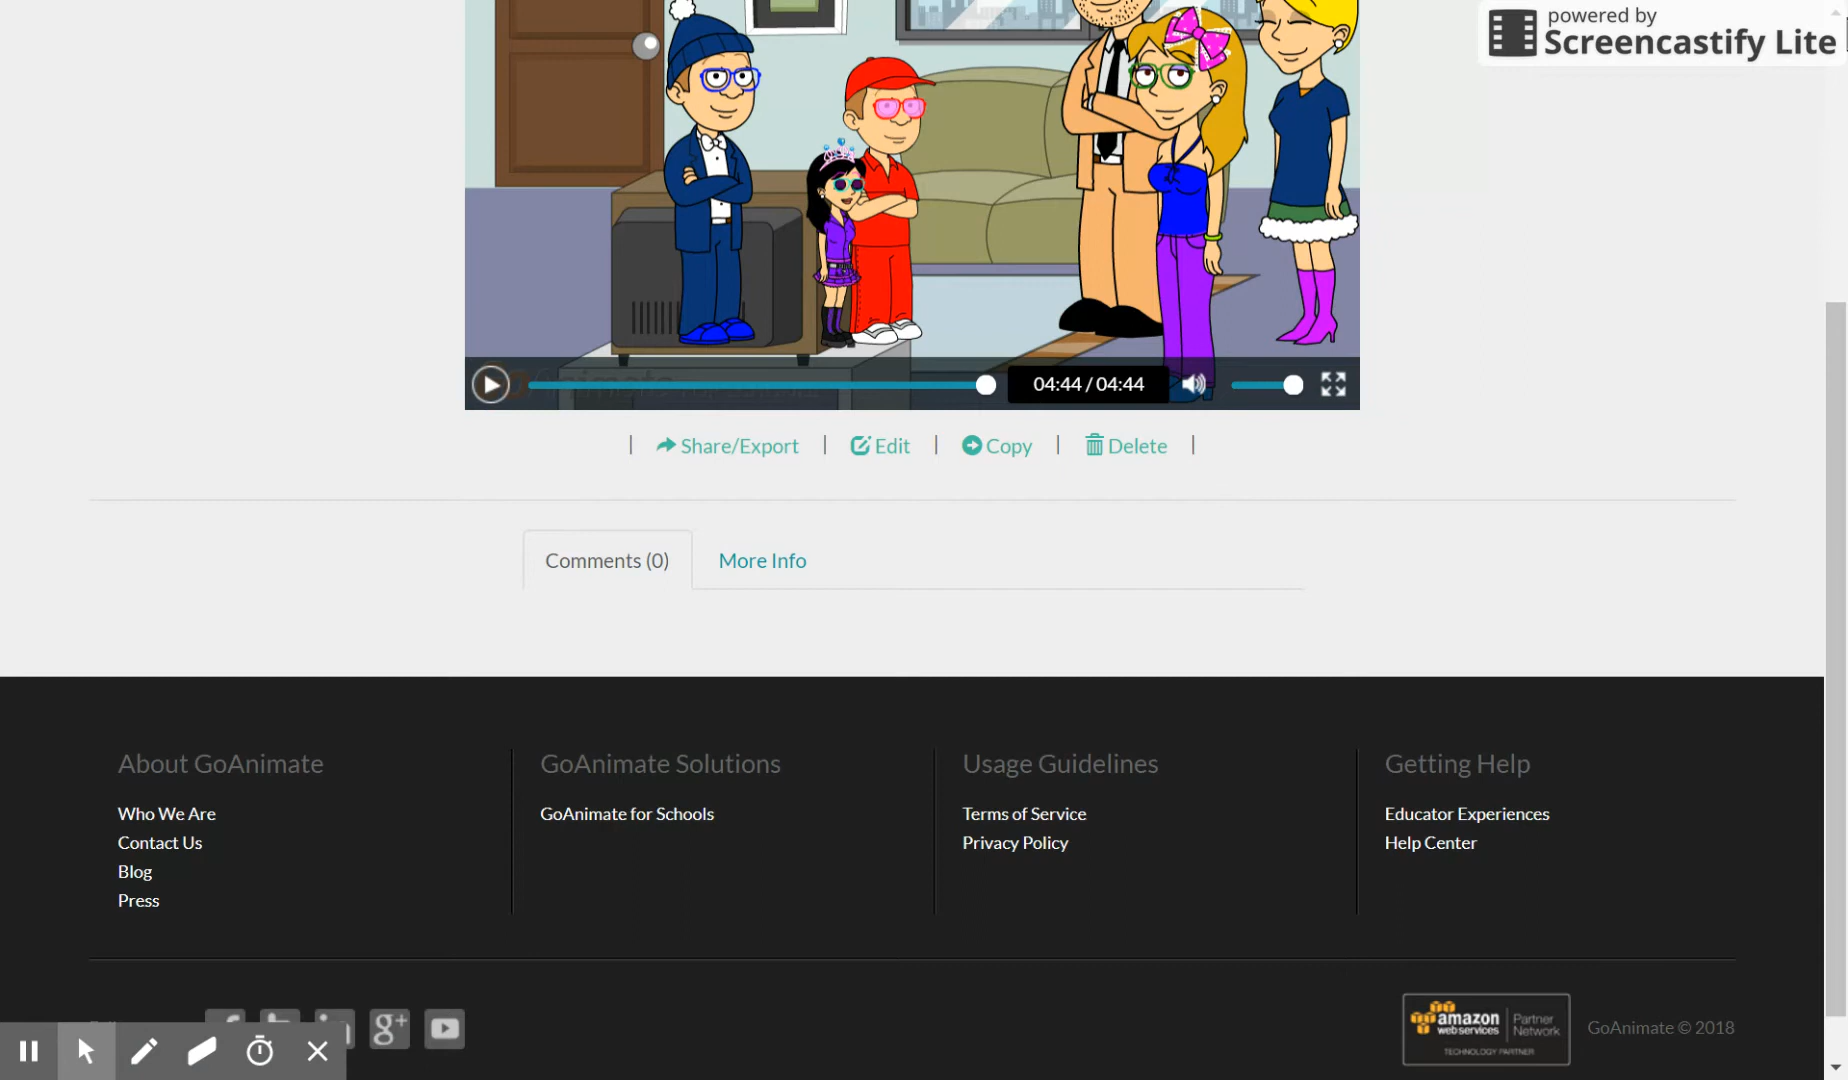 powered by
Screencastify Lite
04:44 / 04:44
Share/Export
Edit
Copy
Delete
Comments (0)
More Info
About GoAnimate
Who We Are
Contact Us
Blog
Press
GoAnimate Solutions
GoAnimate for Schools
Usage Guidelines
Terms of Service
Privacy Policy
Getting Help
Educator Experiences
Help Center
g+
amazon
web services
Partner
Network
TECHNOLOGY PARTNER
GoAnimate © 2018